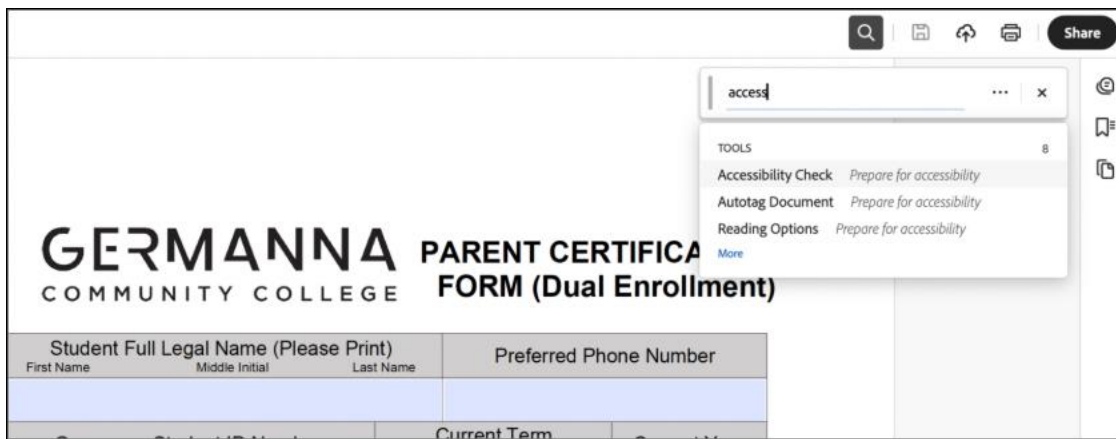 Share
access
TOOLS 8
Accessibility Check Prepare for accessibility
Autotag Document Prepare for accessibility
Reading Options Prepare for accessibility
More
GERMANNA
COMMUNITY COLLEGE
PARENT CERTIFICA
FORM (Dual Enrollment)
Student Full Legal Name (Please Print)
First Name Middle Initial Last Name
Preferred Phone Number
Current Term